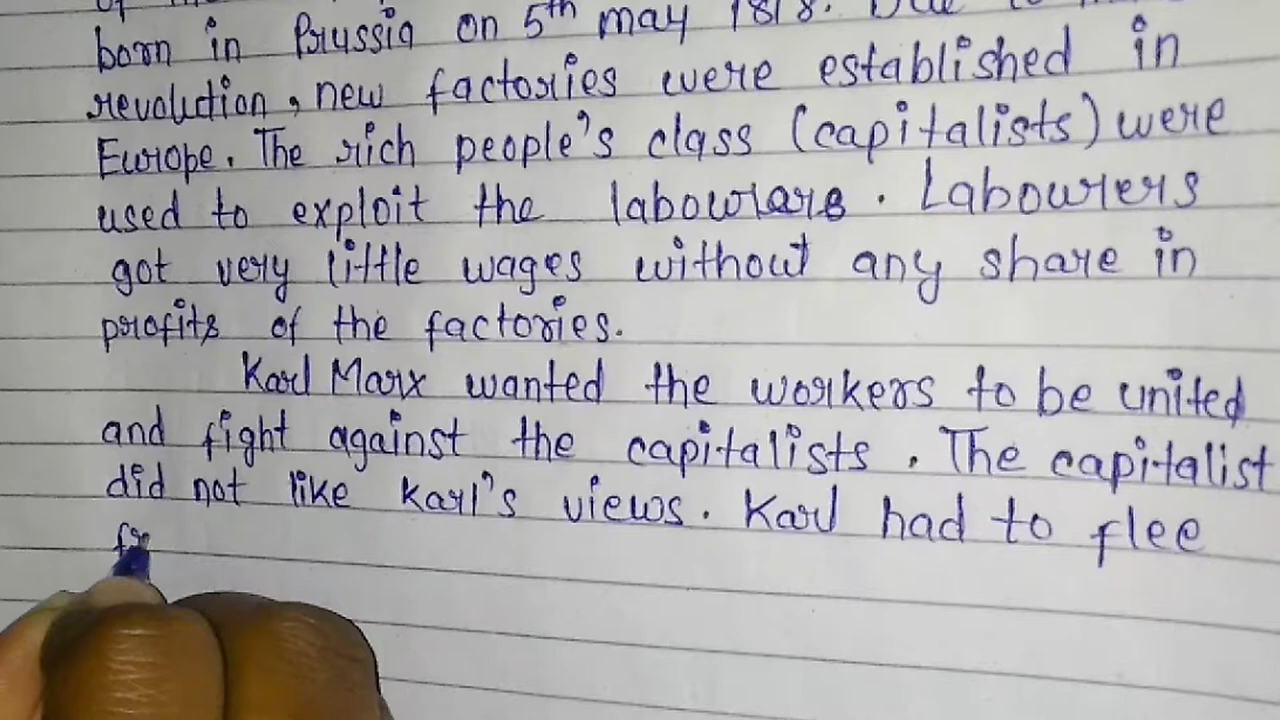 born in Prussia on 5th may 1818. Due to
revolution, new factories were established in
Europe. The rich people's class (capitalists) were
used to exploit the labourars. Labourers
got very little wages without any share in
profits of the factories.
Karl Marx wanted the workers to be united
and fight against the capitalists. The capitalist
did not like Karl's views. Karl had to flee